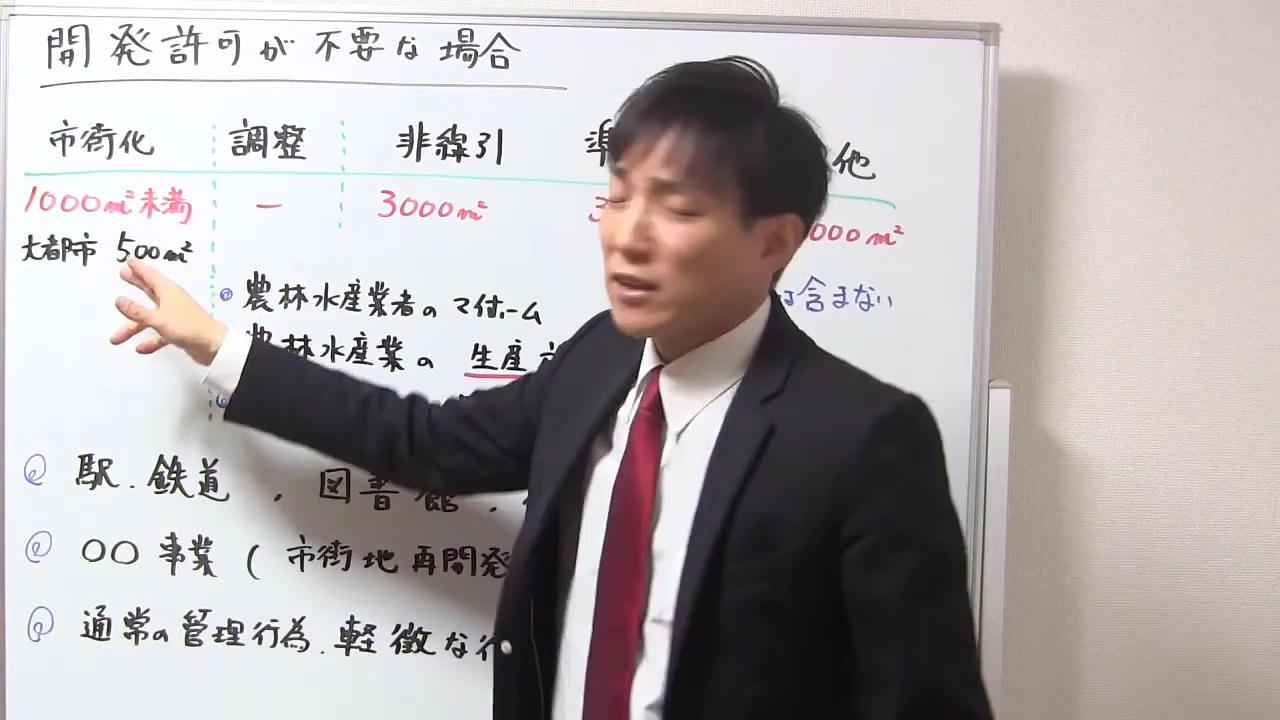 開発許可が不要な場合
市街化 調整 非線引 準 他
1000㎡未満 － 3000㎡ 3 000㎡
大都市 500㎡
農林水産業者のマイホーム は含まない
農林水産業の 生産
駅.鉄道 , 図書館.
〇〇事業(市街地再開発
通常の管理行為.軽微な行